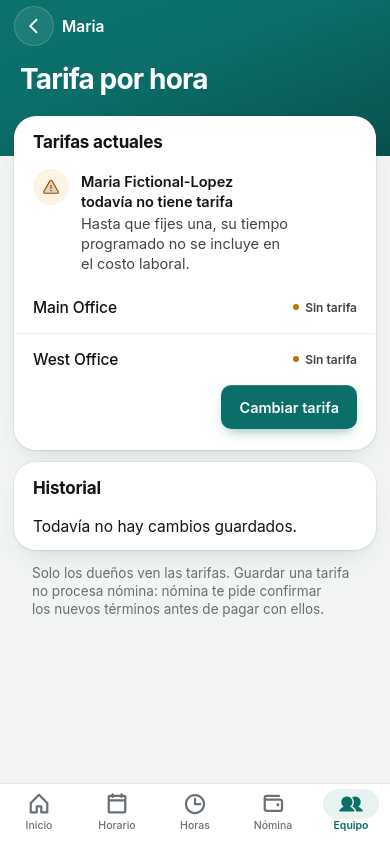 Maria
Tarifa por hora
Tarifas actuales
Maria Fictional-Lopez
todavía no tiene tarifa
Hasta que fijes una, su tiempo
programado no se incluye en
el costo laboral.
Main Office
Sin tarifa
West Office
Sin tarifa
Cambiar tarifa
Historial
Todavía no hay cambios guardados.
Solo los dueños ven las tarifas. Guardar una tarifa
no procesa nómina: nómina te pide confirmar
los nuevos términos antes de pagar con ellos.
Inicio
Horario
Horas
Nómina
Equipo